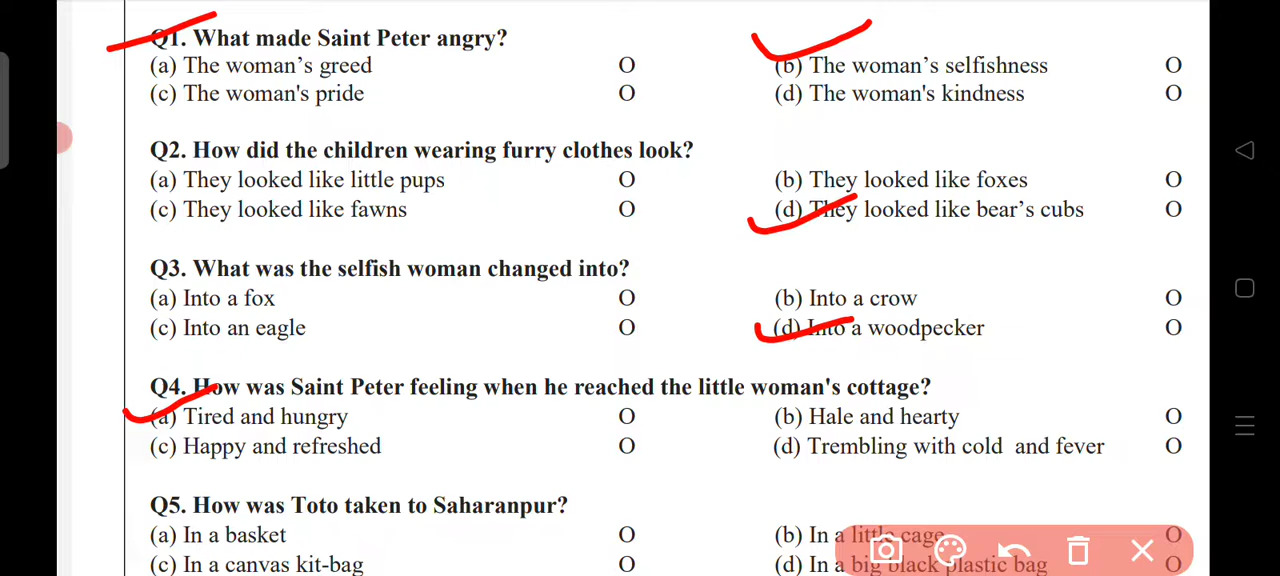 Q1. What made Saint Peter angry?
(a) The woman’s greed O (b) The woman’s selfishness O
(c) The woman's pride O (d) The woman's kindness O
Q2. How did the children wearing furry clothes look?
(a) They looked like little pups O (b) They looked like foxes O
(c) They looked like fawns O (d) They looked like bear’s cubs O
Q3. What was the selfish woman changed into?
(a) Into a fox O (b) Into a crow O
(c) Into an eagle O (d) Into a woodpecker O
Q4. How was Saint Peter feeling when he reached the little woman's cottage?
(a) Tired and hungry O (b) Hale and hearty O
(c) Happy and refreshed O (d) Trembling with cold and fever O
Q5. How was Toto taken to Saharanpur?
(a) In a basket O (b) In a little cage O
(c) In a canvas kit-bag O (d) In a big black plastic bag O